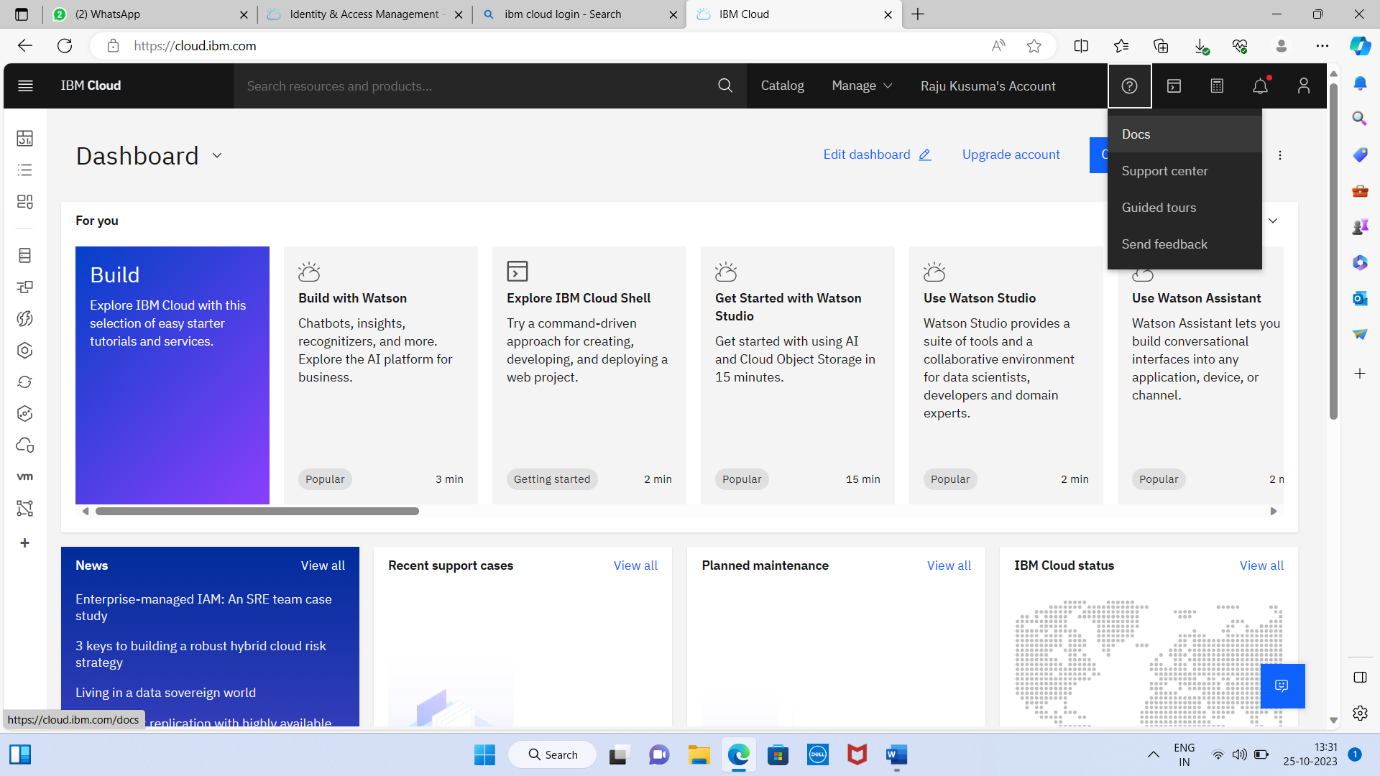 2
(2) WhatsApp
Identity & Access Management -
ibm cloud login - Search
IBM Cloud
https://cloud.ibm.com
IBM Cloud
Search resources and products...
Catalog
Manage
Raju Kusuma's Account
Docs
Support center
Guided tours
Send feedback
Dashboard
Edit dashboard
Upgrade account
For you
Build
Explore IBM Cloud with this
selection of easy starter
tutorials and services.
Build with Watson
Chatbots, insights,
recognitizers, and more.
Explore the AI platform for
business.
Popular
3 min
Explore IBM Cloud Shell
Try a command-driven
approach for creating,
developing, and deploying a
web project.
Getting started
2 min
Get Started with Watson
Studio
Get started with using AI
and Cloud Object Storage in
15 minutes.
Popular
15 min
Use Watson Studio
Watson Studio provides a
suite of tools and a
collaborative environment
for data scientists,
developers and domain
experts.
Popular
2 min
Use Watson Assistant
Watson Assistant lets you
build conversational
interfaces into any
application, device, or
channel.
Popular
vm
News
View all
Enterprise-managed IAM: An SRE team case
study
3 keys to building a robust hybrid cloud risk
strategy
Living in a data sovereign world
replication with highly available
Recent support cases
View all
Planned maintenance
View all
IBM Cloud status
View all
https://cloud.ibm.com/docs
Search
DELL
W
ENG
IN
13:31
25-10-2023
1